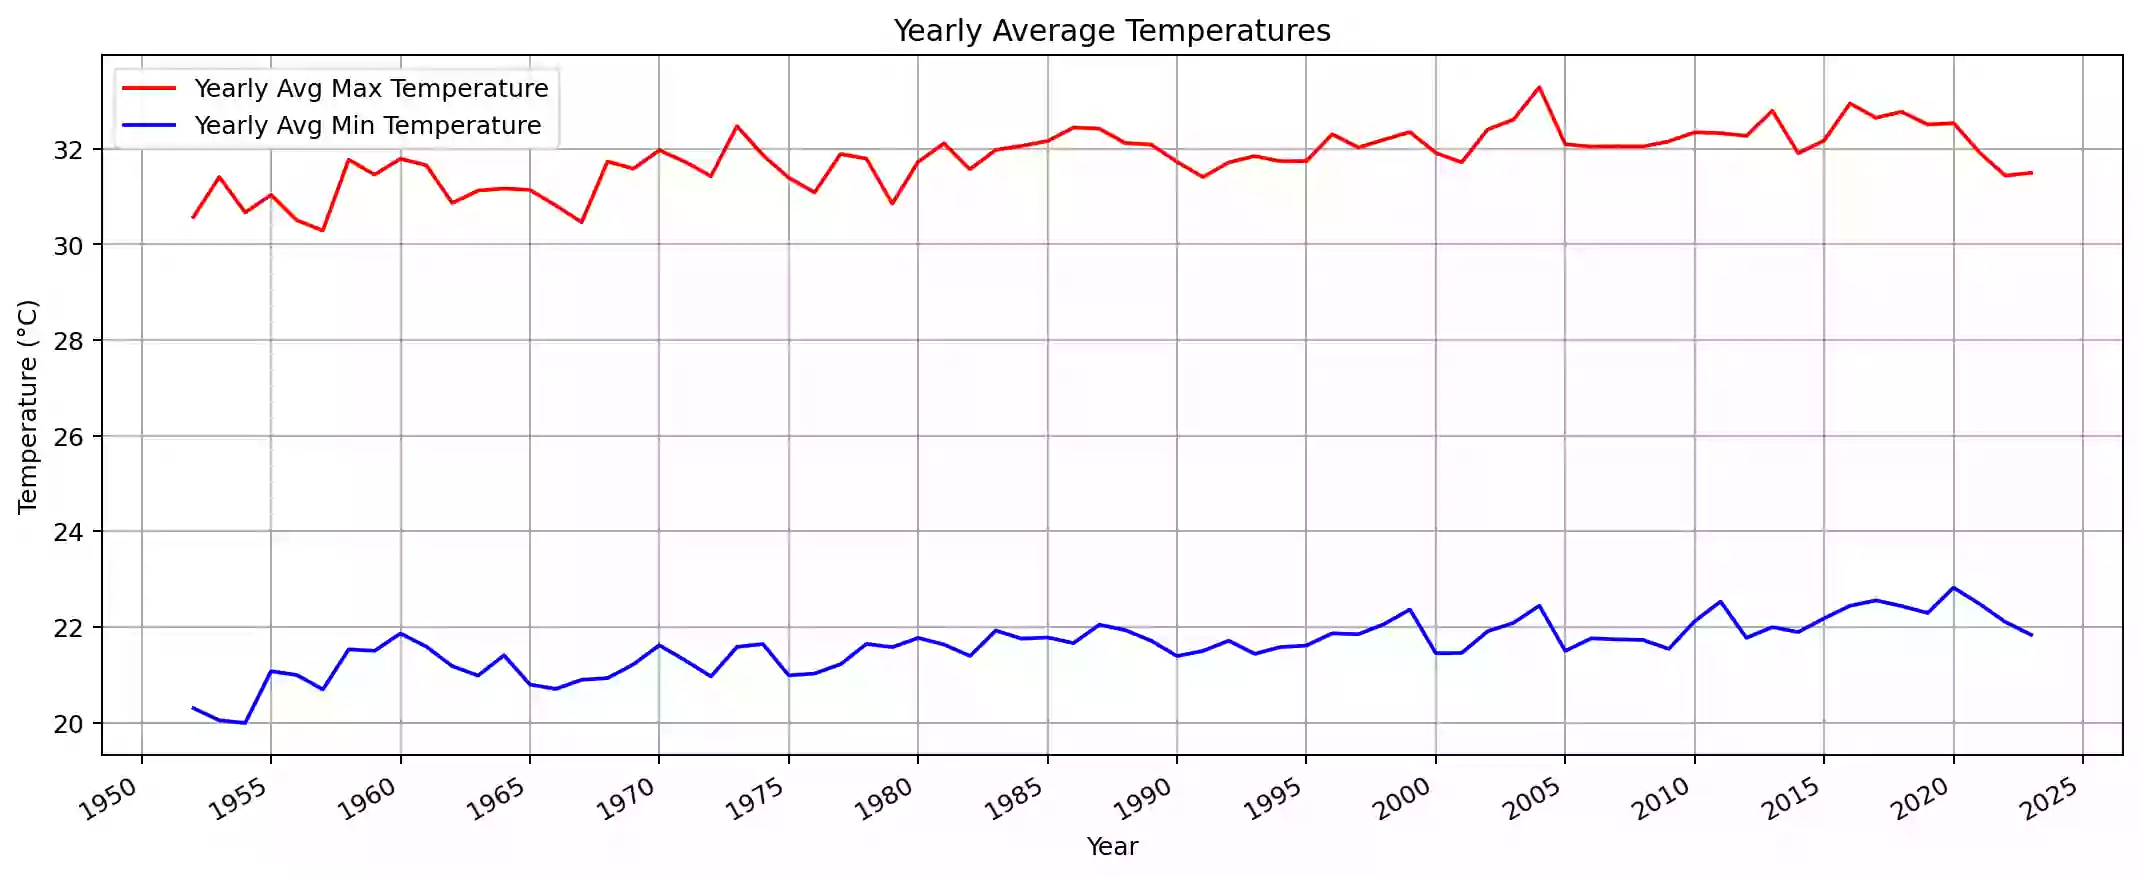 Yearly Average Temperatures
Yearly Avg Max Temperature
Yearly Avg Min Temperature
Temperature (°C)
32
30
28
26
24
22
20
1950 1955 1960 1965 1970 1975 1980 1985 1990 1995 2000 2005 2010 2015 2020 2025
Year